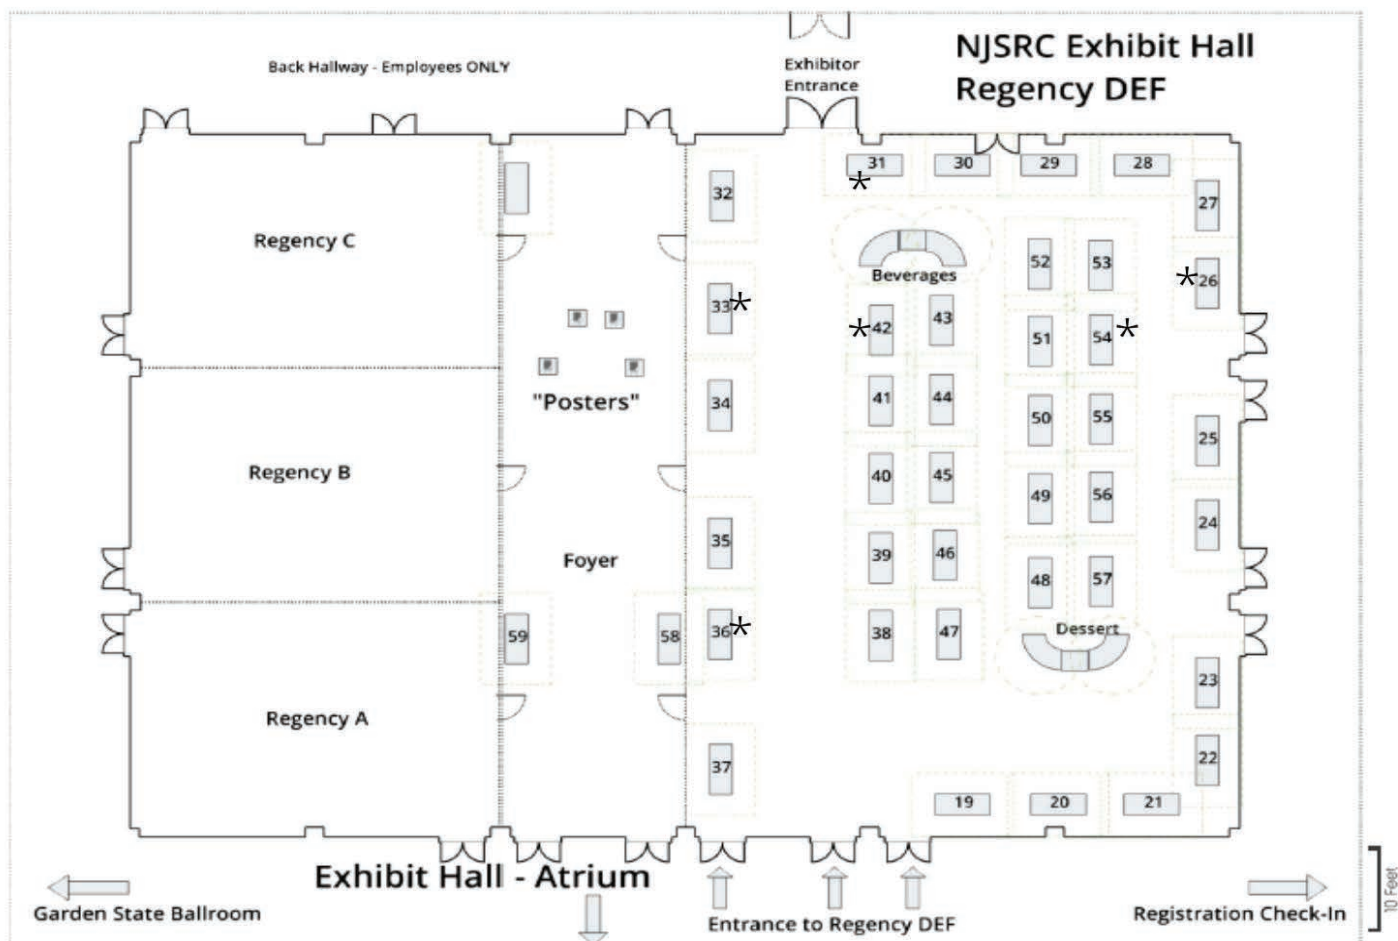 NJSRC Exhibit Hall
Regency DEF
Exhibitor
Entrance
Back Hallway - Employees ONLY
31
*
30
29
28
27
32
Regency C
52
53
26
*
Beverages
33
*
42
*
43
51
54
*
"Posters"
34
41
44
50
55
25
Regency B
40
45
49
56
24
35
39
46
48
57
Foyer
59
58
36
*
38
47
Dessert
23
Regency A
37
22
19
20
21
Exhibit Hall - Atrium
Garden State Ballroom
Entrance to Regency DEF
Registration Check-In
10 Feet